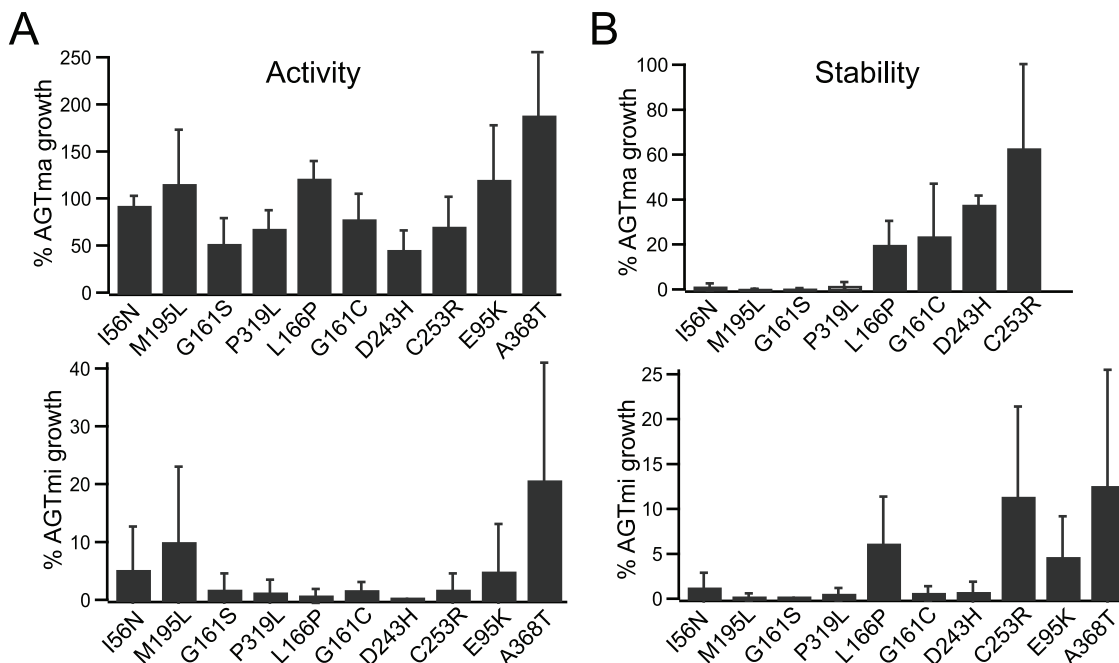 A
Activity
% AGTma growth
250
200
150
100
50
0
I56N
M195L
G161S
P319L
L166P
G161C
D243H
C253R
E95K
A368T
B
Stability
% AGTma growth
100
80
60
40
20
0
I56N
M195L
G161S
P319L
L166P
G161C
D243H
C253R
% AGTmi growth
40
30
20
10
0
I56N
M195L
G161S
P319L
L166P
G161C
D243H
C253R
E95K
A368T
% AGTmi growth
25
20
15
10
5
0
I56N
M195L
G161S
P319L
L166P
G161C
D243H
C253R
E95K
A368T